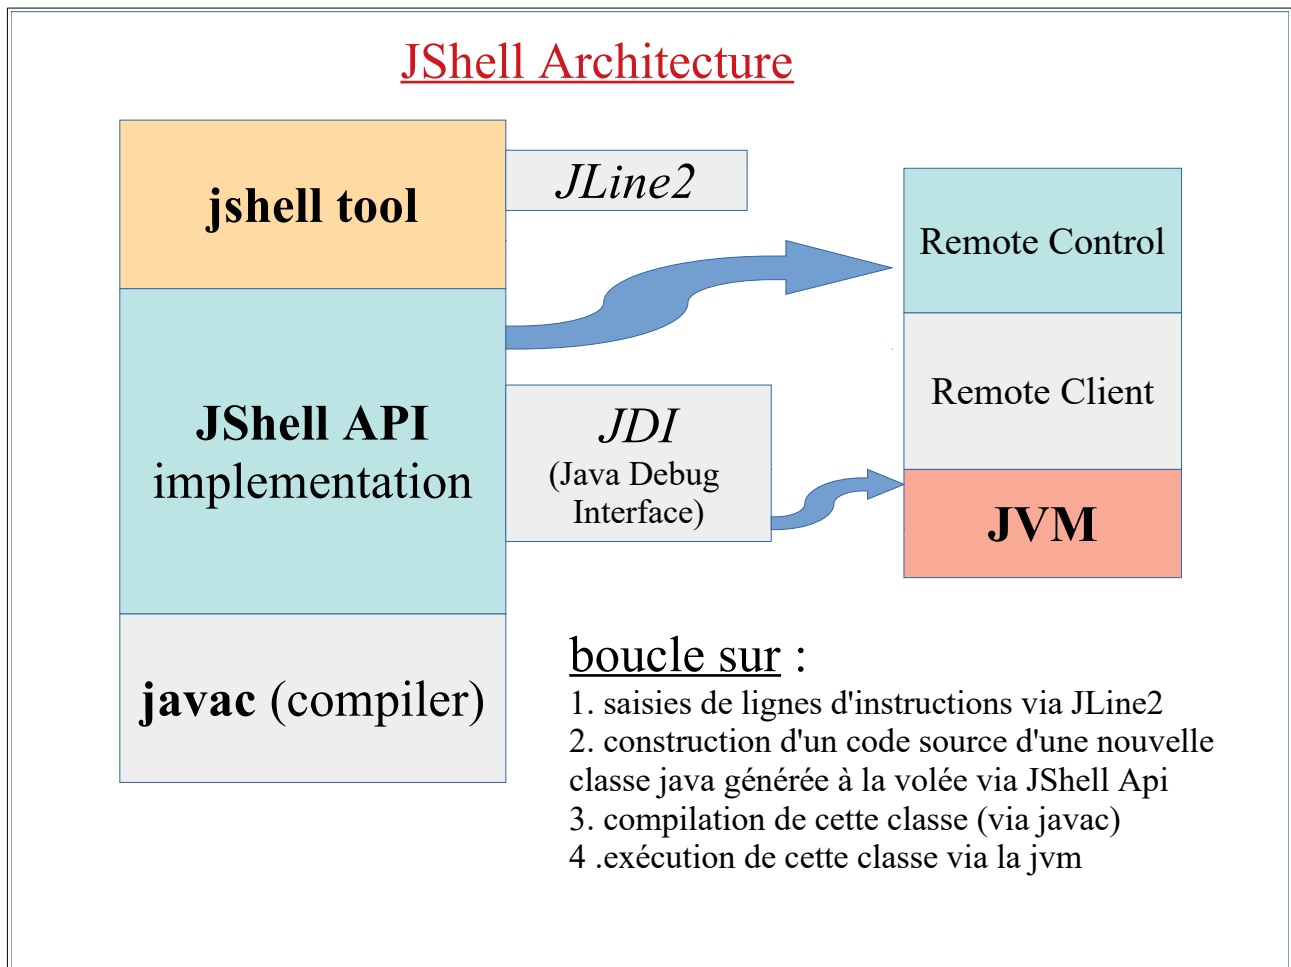 JShell Architecture
jshell tool
JLine2
JShell API
implementation
JDI
(Java Debug
Interface)
javac (compiler)
Remote Control
Remote Client
JVM
boucle sur :
1. saisies de lignes d'instructions via JLine2
2. construction d'un code source d'une nouvelle
classe java générée à la volée via JShell Api
3. compilation de cette classe (via javac)
4 .exécution de cette classe via la jvm